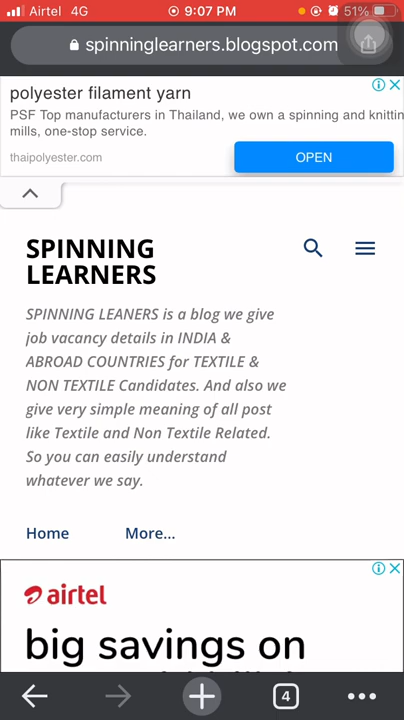 Airtel 4G 9:07 PM 51%
spinninglearners.blogspot.com
polyester filament yarn
PSF Top manufacturers in Thailand, we own a spinning and knittin
mills, one-stop service.
thaipolyester.com
OPEN
SPINNING
LEARNERS
SPINNING LEANERS is a blog we give
job vacancy details in INDIA &
ABROAD COUNTRIES for TEXTILE &
NON TEXTILE Candidates. And also we
give very simple meaning of all post
like Textile and Non Textile Related.
So you can easily understand
whatever we say.
Home More...
airtel
big savings on
4